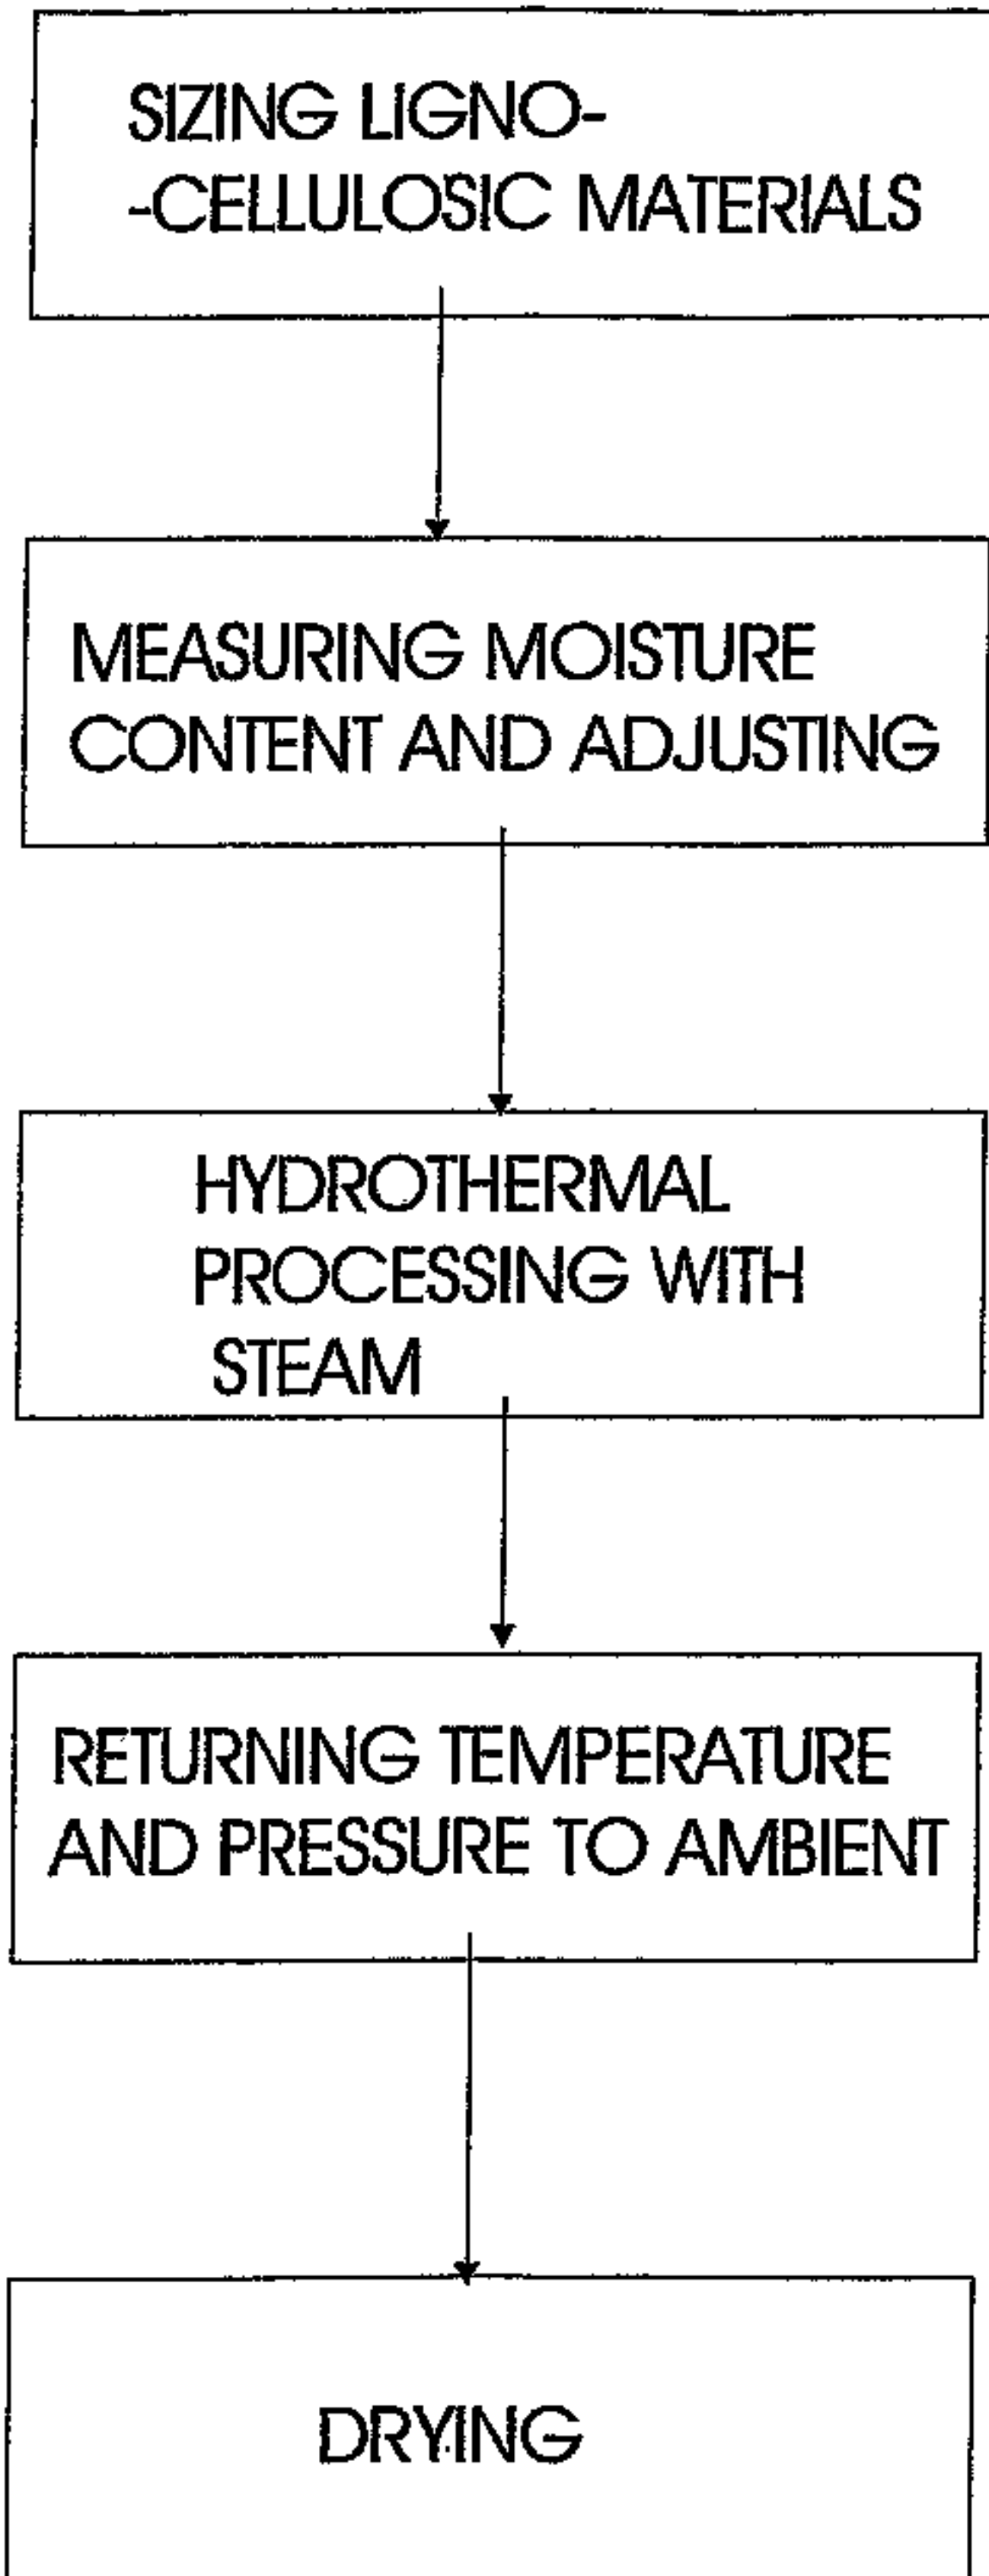 SIZING LIGNO-
-CELLULOSIC MATERIALS
MEASURING MOISTURE
CONTENT AND ADJUSTING
HYDROTHERMAL
PROCESSING WITH
STEAM
RETURNING TEMPERATURE
AND PRESSURE TO AMBIENT
DRYING